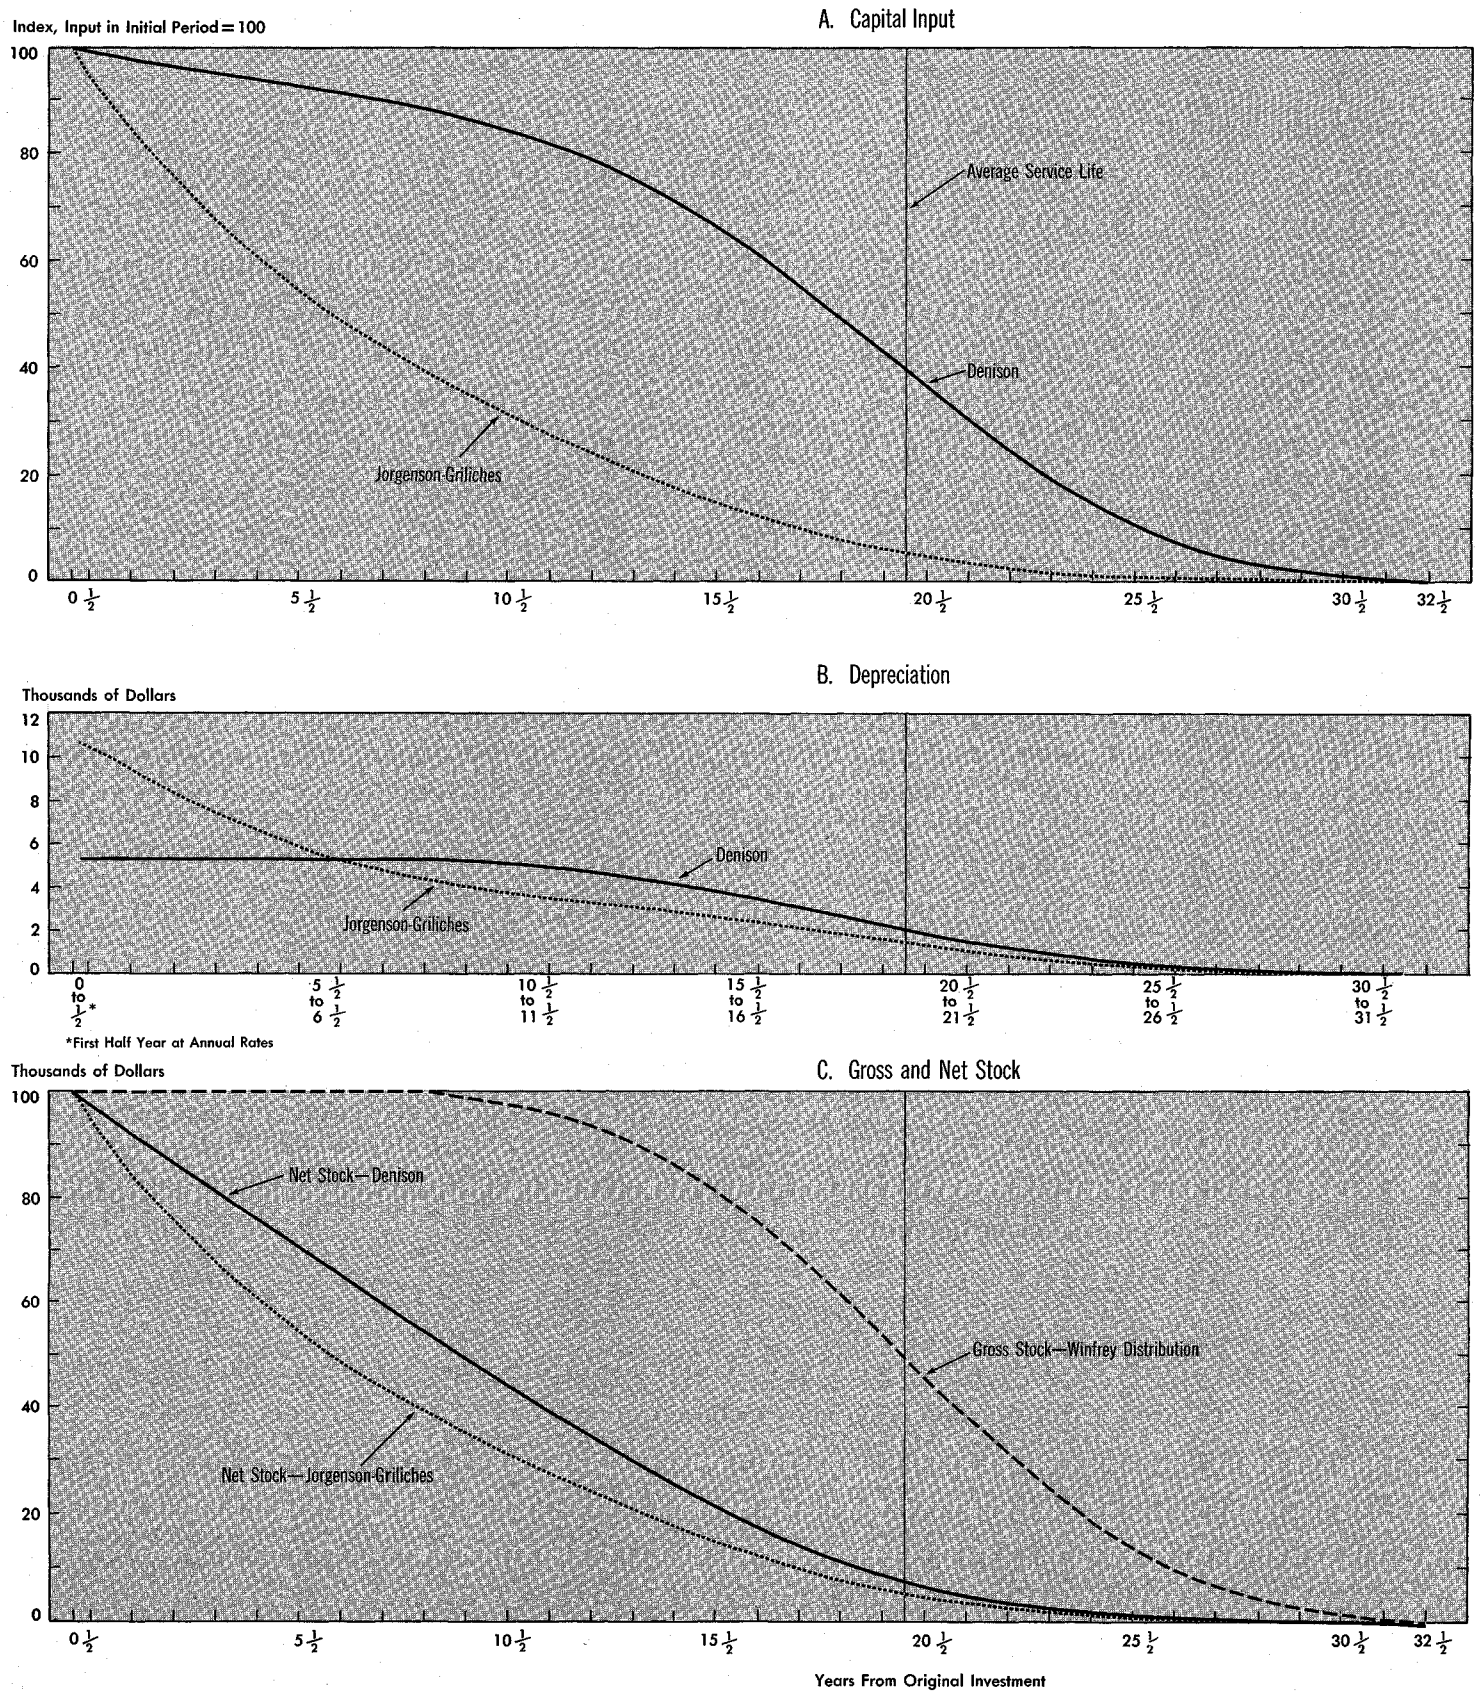 A. Capital Input
Index, Input in Initial Period=100
100
80
60
40
20
0
Average Service Life
Denison
Jorgenson-Griliches
0 ½ 5 ½ 10 ½ 15 ½ 20 ½ 25 ½ 30 ½ 32 ½
B. Depreciation
Thousands of Dollars
12
10
8
6
4
2
0
Denison
Jorgenson-Griliches
0 5 ½ 10 ½ 15 ½ 20 ½ 25 ½ 30 ½
to to to to to to to
½* 6 ½ 11 ½ 16 ½ 21 ½ 26 ½ 31 ½
*First Half Year at Annual Rates
C. Gross and Net Stock
Thousands of Dollars
100
80
60
40
20
0
Net Stock—Denison
Gross Stock—Winfrey Distribution
Net Stock—Jorgenson-Griliches
0 ½ 5 ½ 10 ½ 15 ½ 20 ½ 25 ½ 30 ½ 32 ½
Years From Original Investment